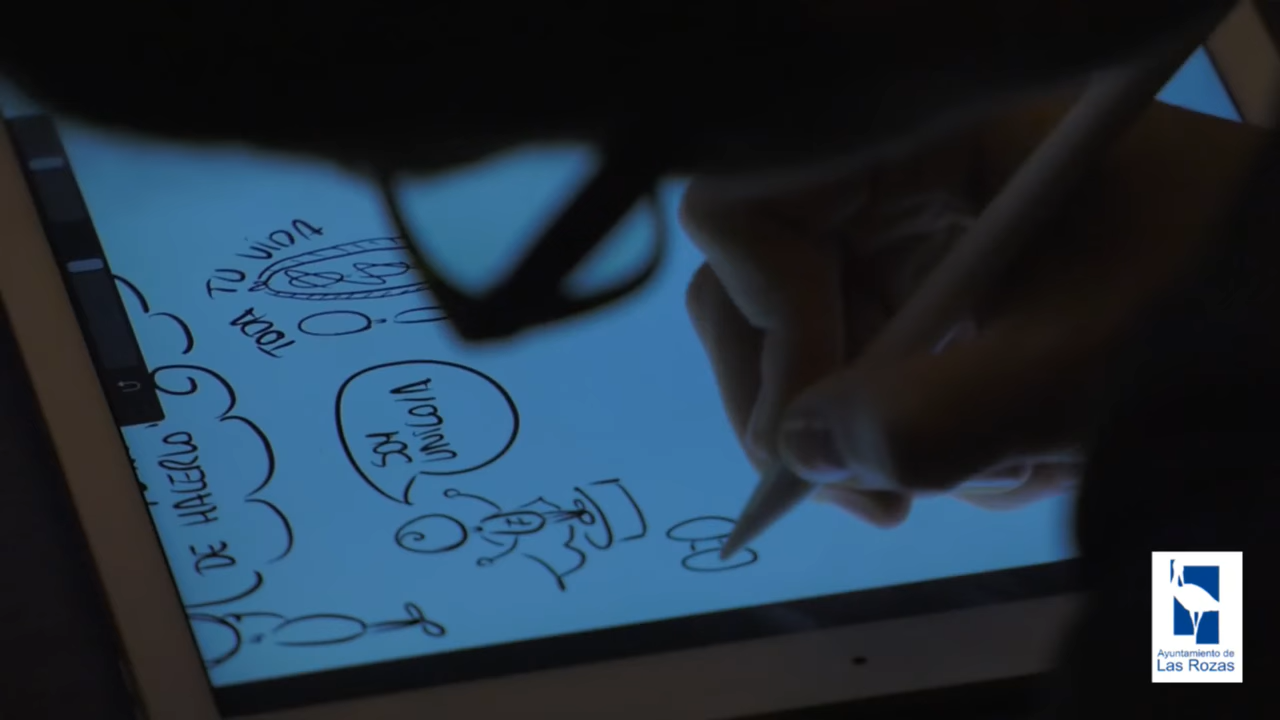 TODA TU VIDA
SOY
ÚNICO/A
DE HACERLO
Ayuntamiento de
Las Rozas